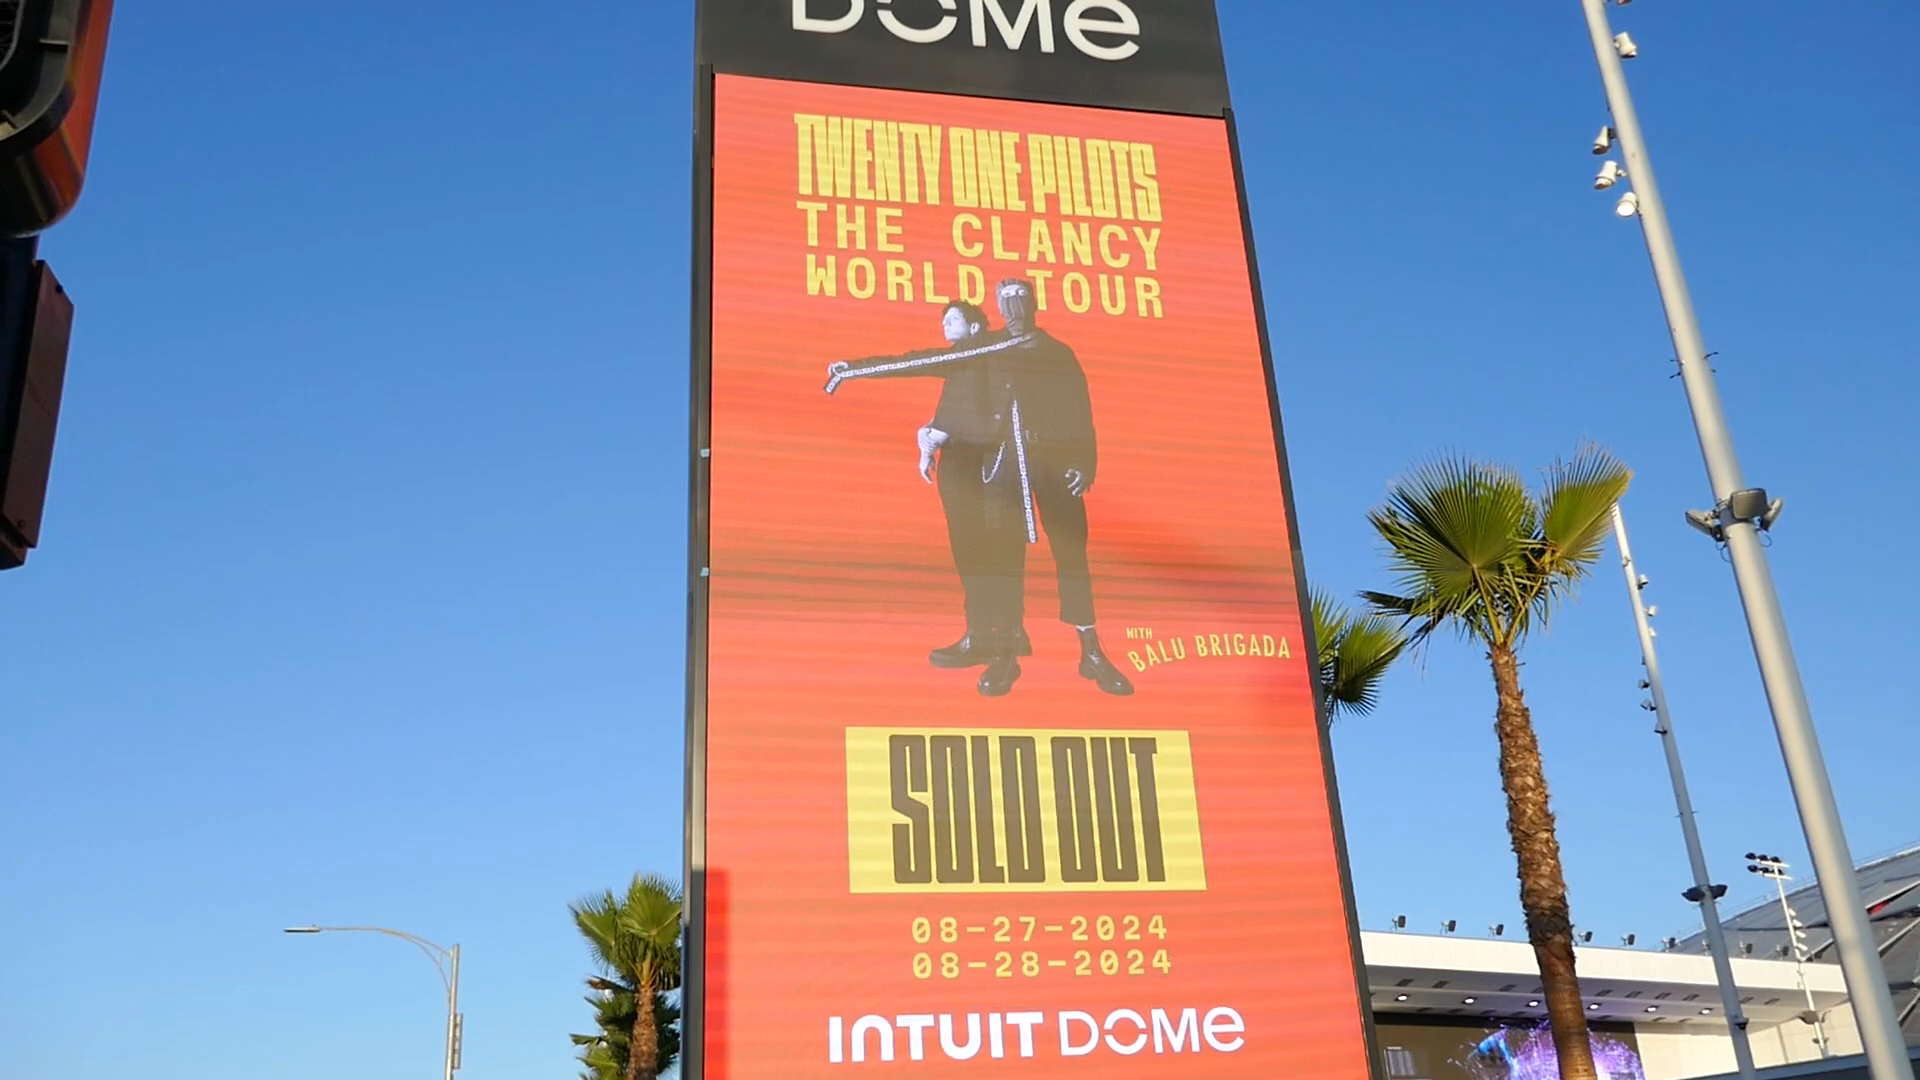 DOMe
TWENTY ONE PILOTS
THE CLANCY
WORLD TOUR
WITH
BALU BRIGADA
SOLD OUT
08-27-2024
08-28-2024
INTUIT DOMe